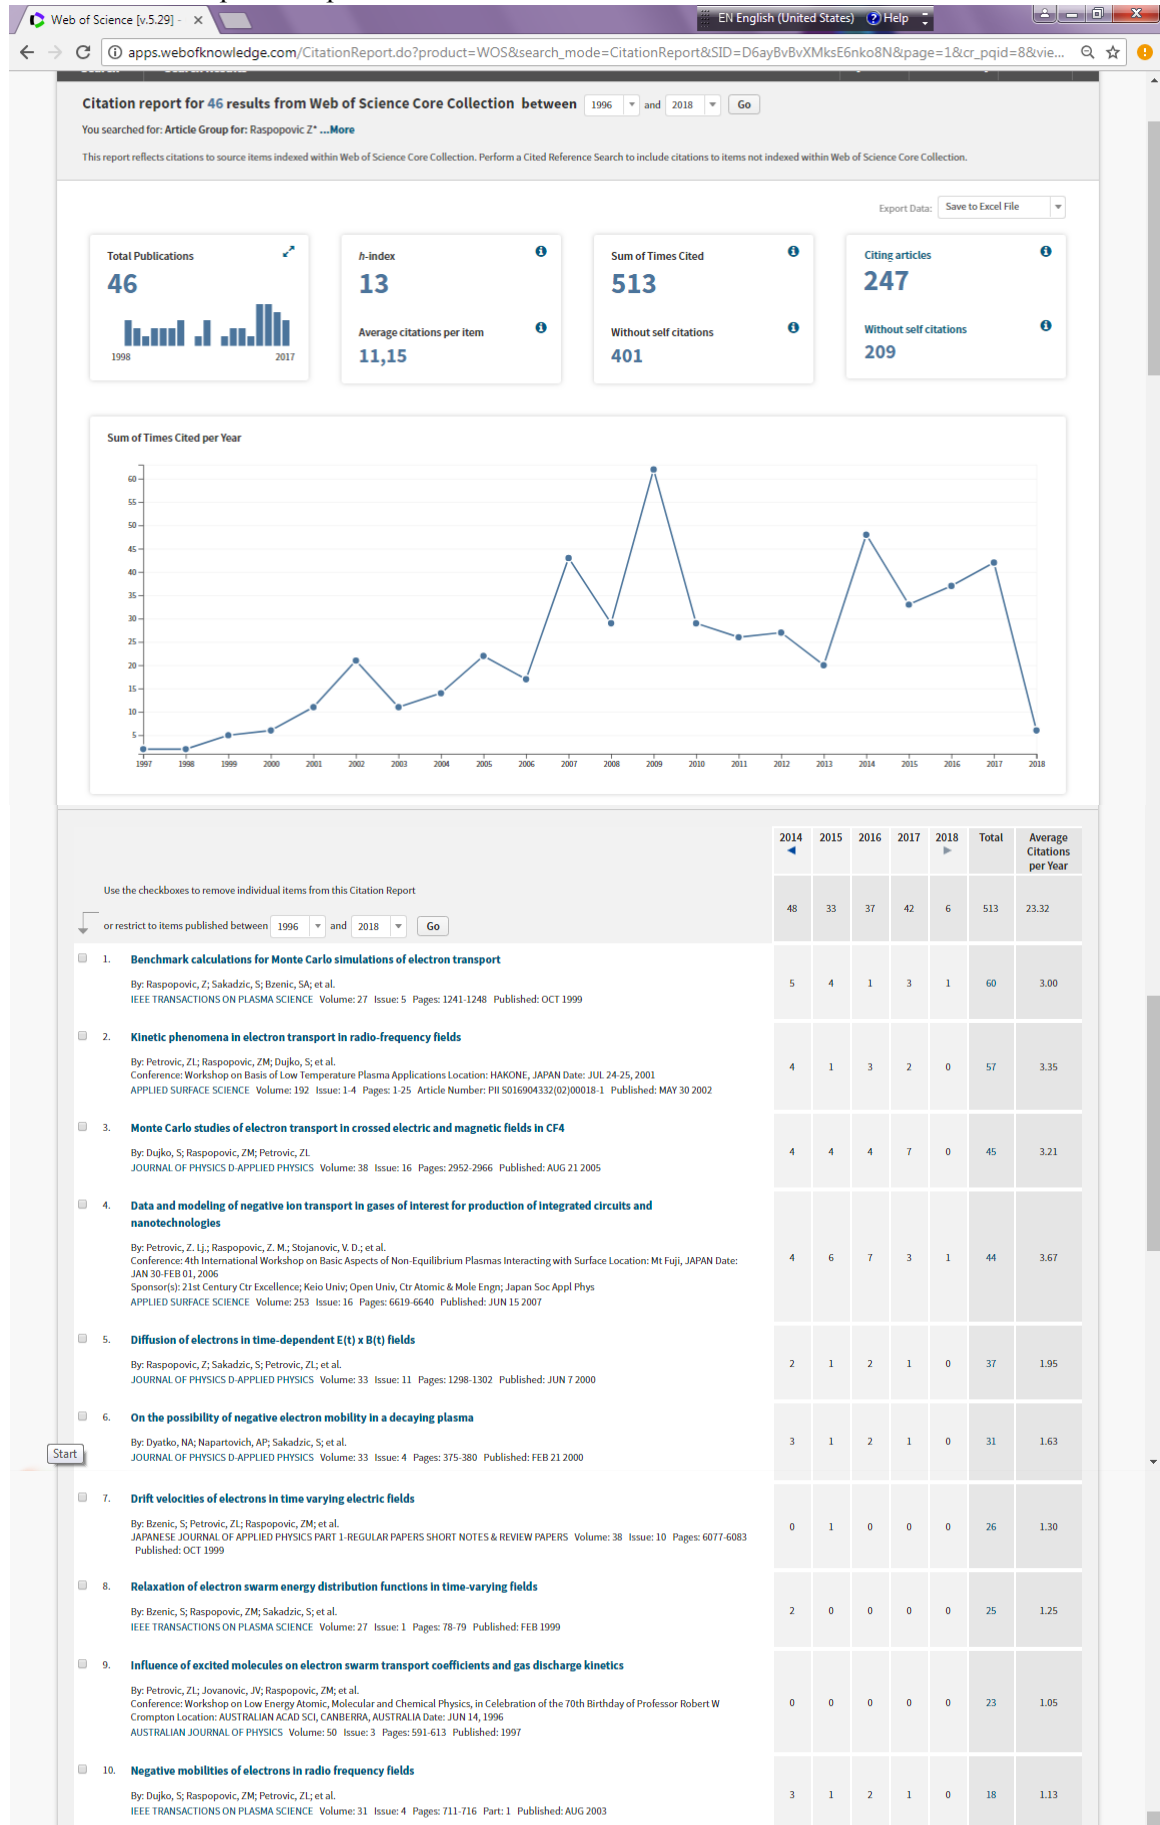 Web of Science [v.5.29] -
EN English (United States) Help
apps.webofknowledge.com/CitationReport.do?product=WOS&search_mode=CitationReport&SID=D6ayBvBvXMksE6nko8N&page=1&cr_pqid=8&vie...
Citation report for 46 results from Web of Science Core Collection between 1996 and 2018 Go
You searched for: Article Group for: Raspopovic Z* ...More
This report reflects citations to source items indexed within Web of Science Core Collection. Perform a Cited Reference Search to include citations to items not indexed within Web of Science Core Collection.
Export Data: Save to Excel File
Total Publications
46
1998 2017
h-index
13
Average citations per item
11,15
Sum of Times Cited
513
Without self citations
401
Citing articles
247
Without self citations
209
Sum of Times Cited per Year
60
55
50
45
40
35
30
25
20
15
10
5
1997 1998 1999 2000 2001 2002 2003 2004 2005 2006 2007 2008 2009 2010 2011 2012 2013 2014 2015 2016 2017 2018
2014 2015 2016 2017 2018 Total Average
Citations
per Year
Use the checkboxes to remove individual items from this Citation Report
or restrict to items published between 1996 and 2018 Go
48 33 37 42 6 513 23.32
1. Benchmark calculations for Monte Carlo simulations of electron transport
By: Raspopovic, Z; Sakadzic, S; Bzenic, SA; et al.
IEEE TRANSACTIONS ON PLASMA SCIENCE Volume: 27 Issue: 5 Pages: 1241-1248 Published: OCT 1999
5 4 1 3 1 60 3.00
2. Kinetic phenomena in electron transport in radio-frequency fields
By: Petrovic, ZL; Raspopovic, ZM; Dujko, S; et al.
Conference: Workshop on Basis of Low Temperature Plasma Applications Location: HAKONE, JAPAN Date: JUL 24-25, 2001
APPLIED SURFACE SCIENCE Volume: 192 Issue: 1-4 Pages: 1-25 Article Number: PII S016904332(02)00018-1 Published: MAY 30 2002
4 1 3 2 0 57 3.35
3. Monte Carlo studies of electron transport in crossed electric and magnetic fields in CF4
By: Dujko, S; Raspopovic, ZM; Petrovic, ZL
JOURNAL OF PHYSICS D-APPLIED PHYSICS Volume: 38 Issue: 16 Pages: 2952-2966 Published: AUG 21 2005
4 4 4 7 0 45 3.21
4. Data and modeling of negative ion transport in gases of interest for production of integrated circuits and
nanotechnologies
By: Petrovic, Z. Lj.; Raspopovic, Z. M.; Stojanovic, V. D.; et al.
Conference: 4th International Workshop on Basic Aspects of Non-Equilibrium Plasmas Interacting with Surface Location: Mt Fuji, JAPAN Date:
JAN 30-FEB 01, 2006
Sponsor(s): 21st Century Ctr Excellence; Keio Univ; Open Univ, Ctr Atomic & Mole Engn; Japan Soc Appl Phys
APPLIED SURFACE SCIENCE Volume: 253 Issue: 16 Pages: 6619-6640 Published: JUN 15 2007
4 6 7 3 1 44 3.67
5. Diffusion of electrons in time-dependent E(t) x B(t) fields
By: Raspopovic, Z; Sakadzic, S; Petrovic, ZL; et al.
JOURNAL OF PHYSICS D-APPLIED PHYSICS Volume: 33 Issue: 11 Pages: 1298-1302 Published: JUN 7 2000
2 1 2 1 0 37 1.95
6. On the possibility of negative electron mobility in a decaying plasma
By: Dyatko, NA; Napartovich, AP; Sakadzic, S; et al.
JOURNAL OF PHYSICS D-APPLIED PHYSICS Volume: 33 Issue: 4 Pages: 375-380 Published: FEB 21 2000
3 1 2 1 0 31 1.63
Start
7. Drift velocities of electrons in time varying electric fields
By: Bzenic, S; Petrovic, ZL; Raspopovic, ZM; et al.
JAPANESE JOURNAL OF APPLIED PHYSICS PART 1-REGULAR PAPERS SHORT NOTES & REVIEW PAPERS Volume: 38 Issue: 10 Pages: 6077-6083
Published: OCT 1999
0 1 0 0 0 26 1.30
8. Relaxation of electron swarm energy distribution functions in time-varying fields
By: Bzenic, S; Raspopovic, ZM; Sakadzic, S; et al.
IEEE TRANSACTIONS ON PLASMA SCIENCE Volume: 27 Issue: 1 Pages: 78-79 Published: FEB 1999
2 0 0 0 0 25 1.25
9. Influence of excited molecules on electron swarm transport coefficients and gas discharge kinetics
By: Petrovic, ZL; Jovanovic, JV; Raspopovic, ZM; et al.
Conference: Workshop on Low Energy Atomic, Molecular and Chemical Physics, in Celebration of the 70th Birthday of Professor Robert W
Crompton Location: AUSTRALIAN ACAD SCI, CANBERRA, AUSTRALIA Date: JUN 14, 1996
AUSTRALIAN JOURNAL OF PHYSICS Volume: 50 Issue: 3 Pages: 591-613 Published: 1997
0 0 0 0 0 23 1.05
10. Negative mobilities of electrons in radio frequency fields
By: Dujko, S; Raspopovic, ZM; Petrovic, ZL; et al.
IEEE TRANSACTIONS ON PLASMA SCIENCE Volume: 31 Issue: 4 Pages: 711-716 Part: 1 Published: AUG 2003
3 1 2 1 0 18 1.13